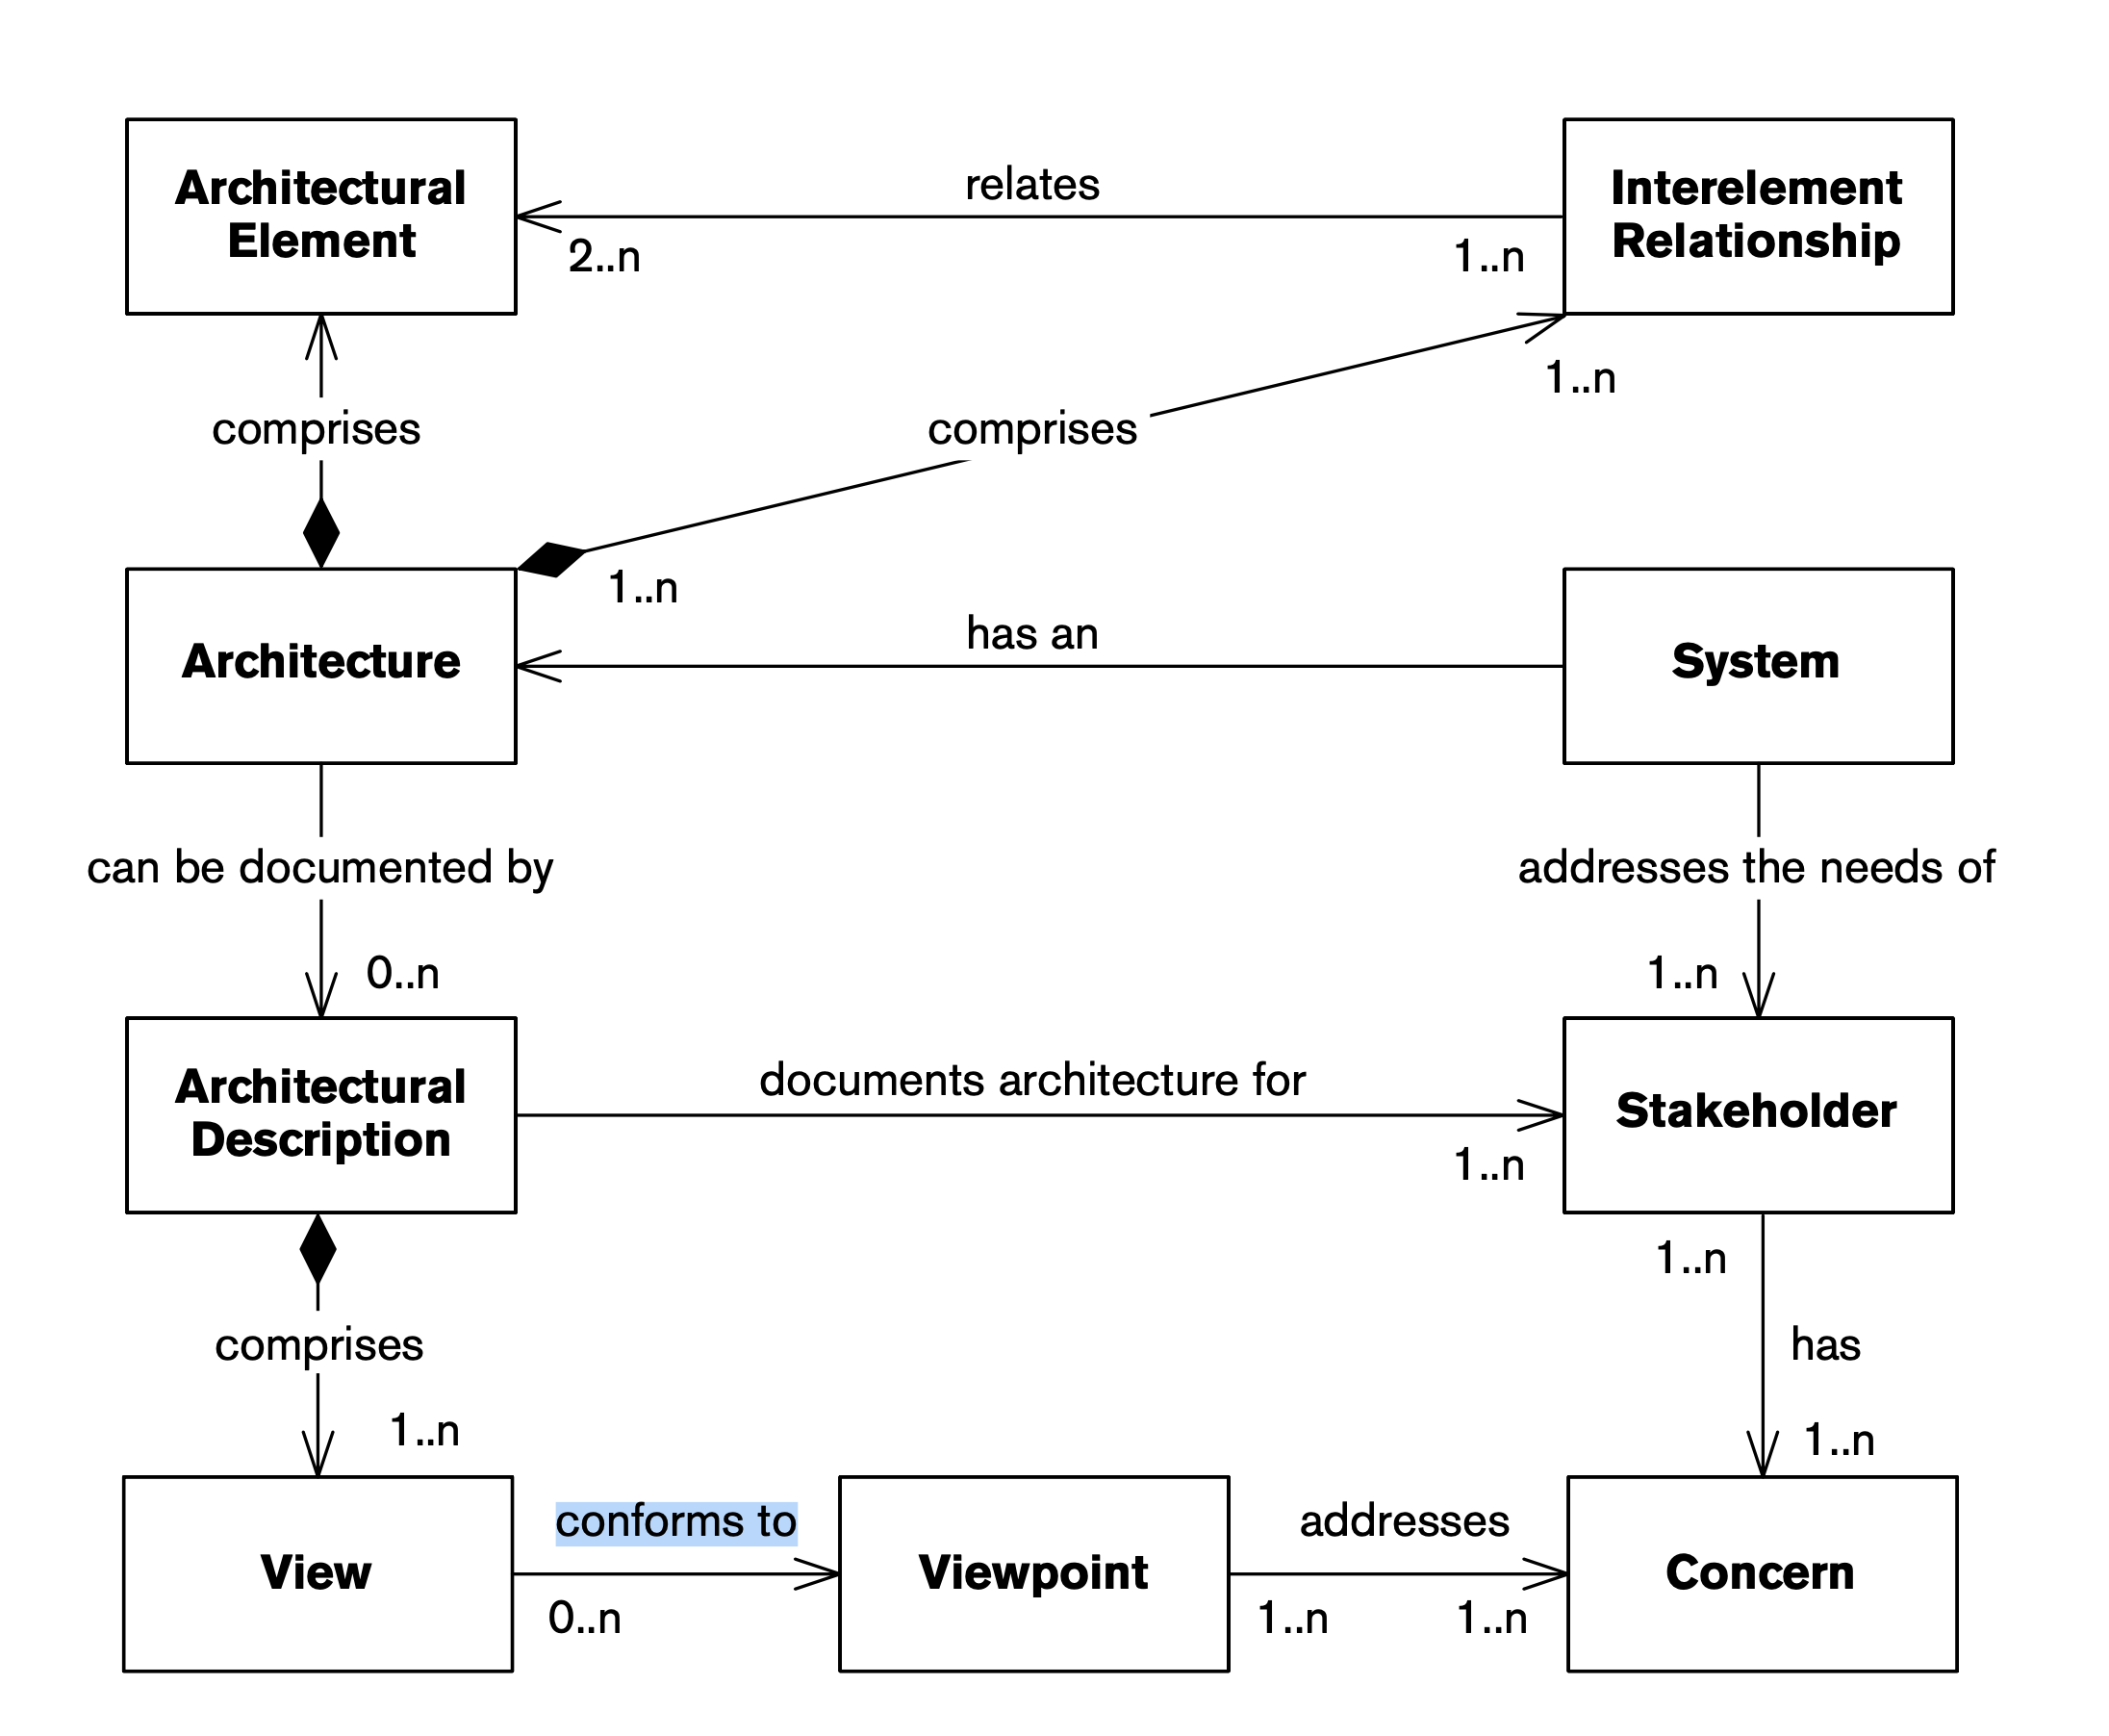 Architectural
Element
relates
2..n
1..n
Interelement
Relationship
comprises
comprises
1..n
1..n
Architecture
has an
System
can be documented by
0..n
addresses the needs of
1..n
Architectural
Description
documents architecture for
1..n
Stakeholder
comprises
1..n
1..n
has
1..n
View
conforms to
0..n
Viewpoint
addresses
1..n
1..n
Concern